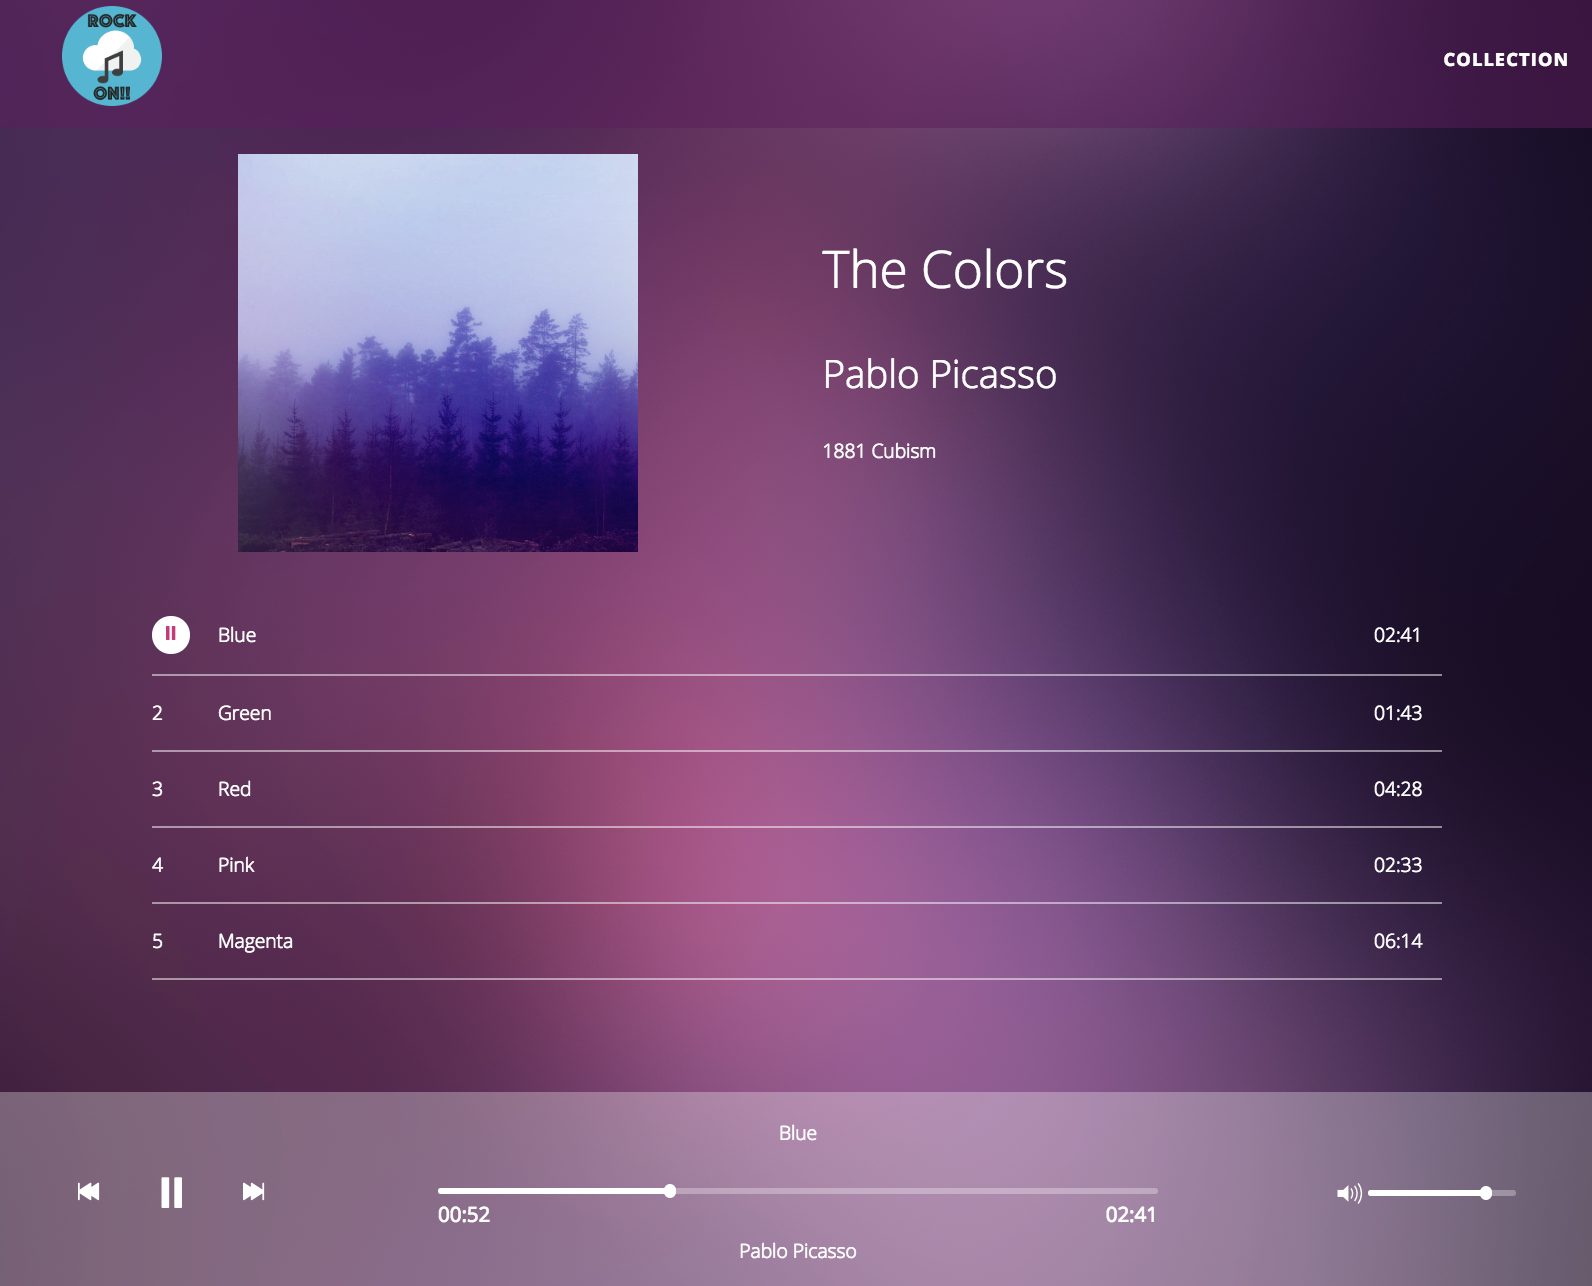 ROCK
ON!!
COLLECTION
The Colors
Pablo Picasso
1881 Cubism
Blue 02:41
2 Green 01:43
3 Red 04:28
4 Pink 02:33
5 Magenta 06:14
Blue
00:52 02:41
Pablo Picasso